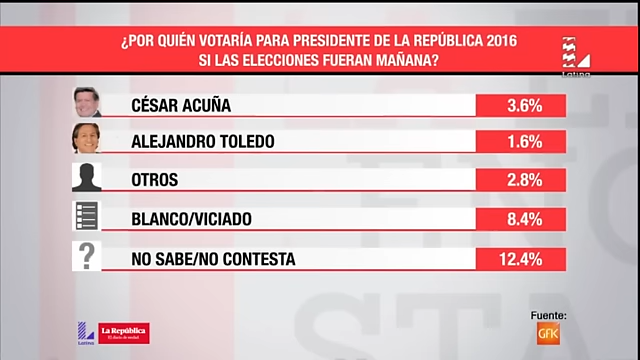 ¿POR QUIÉN VOTARÍA PARA PRESIDENTE DE LA REPÚBLICA 2016
SI LAS ELECCIONES FUERAN MAÑANA?
Latina
CÉSAR ACUÑA 3.6%
ALEJANDRO TOLEDO 1.6%
OTROS 2.8%
BLANCO/VICIADO 8.4%
? NO SABE/NO CONTESTA 12.4%
Fuente:
Latina La República GFK